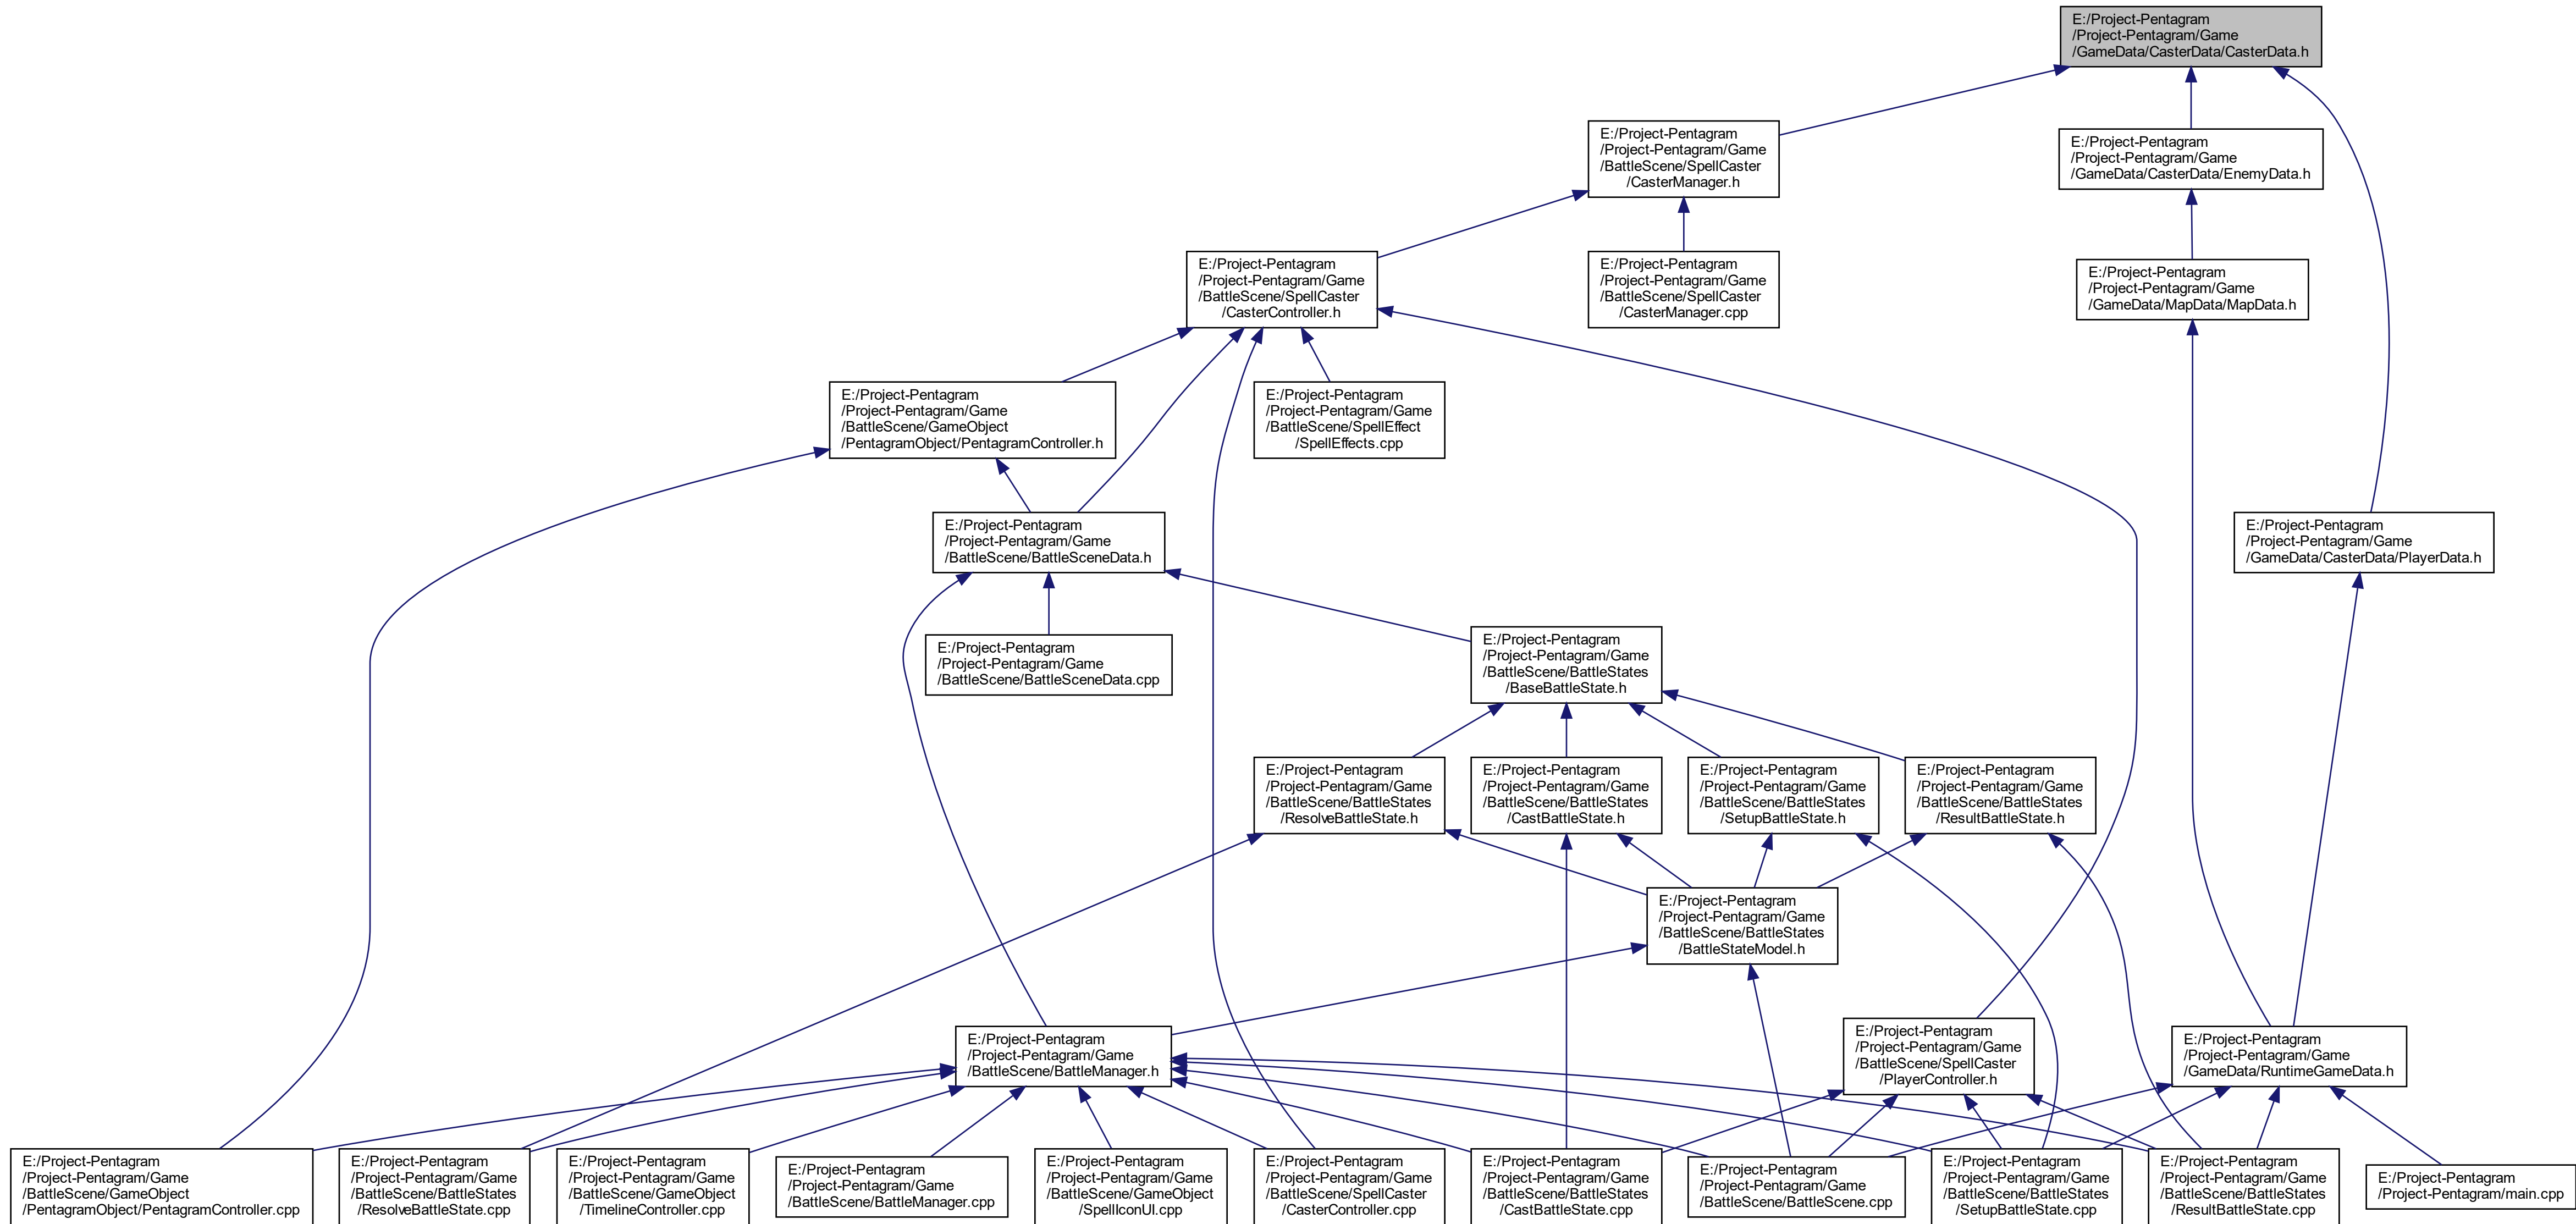 E:/Project-Pentagram
/Project-Pentagram/Game
/GameData/CasterData/CasterData.h
E:/Project-Pentagram
/Project-Pentagram/Game
/BattleScene/SpellCaster
/CasterManager.h
E:/Project-Pentagram
/Project-Pentagram/Game
/GameData/CasterData/EnemyData.h
E:/Project-Pentagram
/Project-Pentagram/Game
/BattleScene/SpellCaster
/CasterController.h
E:/Project-Pentagram
/Project-Pentagram/Game
/BattleScene/SpellCaster
/CasterManager.cpp
E:/Project-Pentagram
/Project-Pentagram/Game
/GameData/MapData/MapData.h
E:/Project-Pentagram
/Project-Pentagram/Game
/BattleScene/GameObject
/PentagramObject/PentagramController.h
E:/Project-Pentagram
/Project-Pentagram/Game
/BattleScene/SpellEffect
/SpellEffects.cpp
E:/Project-Pentagram
/Project-Pentagram/Game
/BattleScene/BattleSceneData.h
E:/Project-Pentagram
/Project-Pentagram/Game
/GameData/CasterData/PlayerData.h
E:/Project-Pentagram
/Project-Pentagram/Game
/BattleScene/BattleSceneData.cpp
E:/Project-Pentagram
/Project-Pentagram/Game
/BattleScene/BattleStates
/BaseBattleState.h
E:/Project-Pentagram
/Project-Pentagram/Game
/BattleScene/BattleStates
/ResolveBattleState.h
E:/Project-Pentagram
/Project-Pentagram/Game
/BattleScene/BattleStates
/CastBattleState.h
E:/Project-Pentagram
/Project-Pentagram/Game
/BattleScene/BattleStates
/SetupBattleState.h
E:/Project-Pentagram
/Project-Pentagram/Game
/BattleScene/BattleStates
/ResultBattleState.h
E:/Project-Pentagram
/Project-Pentagram/Game
/BattleScene/BattleStates
/BattleStateModel.h
E:/Project-Pentagram
/Project-Pentagram/Game
/BattleScene/BattleManager.h
E:/Project-Pentagram
/Project-Pentagram/Game
/BattleScene/SpellCaster
/PlayerController.h
E:/Project-Pentagram
/Project-Pentagram/Game
/GameData/RuntimeGameData.h
E:/Project-Pentagram
/Project-Pentagram/Game
/BattleScene/GameObject
/PentagramObject/PentagramController.cpp
E:/Project-Pentagram
/Project-Pentagram/Game
/BattleScene/BattleStates
/ResolveBattleState.cpp
E:/Project-Pentagram
/Project-Pentagram/Game
/BattleScene/GameObject
/TimelineController.cpp
E:/Project-Pentagram
/Project-Pentagram/Game
/BattleScene/BattleManager.cpp
E:/Project-Pentagram
/Project-Pentagram/Game
/BattleScene/GameObject
/SpellIconUI.cpp
E:/Project-Pentagram
/Project-Pentagram/Game
/BattleScene/SpellCaster
/CasterController.cpp
E:/Project-Pentagram
/Project-Pentagram/Game
/BattleScene/BattleStates
/CastBattleState.cpp
E:/Project-Pentagram
/Project-Pentagram/Game
/BattleScene/BattleScene.cpp
E:/Project-Pentagram
/Project-Pentagram/Game
/BattleScene/BattleStates
/SetupBattleState.cpp
E:/Project-Pentagram
/Project-Pentagram/Game
/BattleScene/BattleStates
/ResultBattleState.cpp
E:/Project-Pentagram
/Project-Pentagram/main.cpp